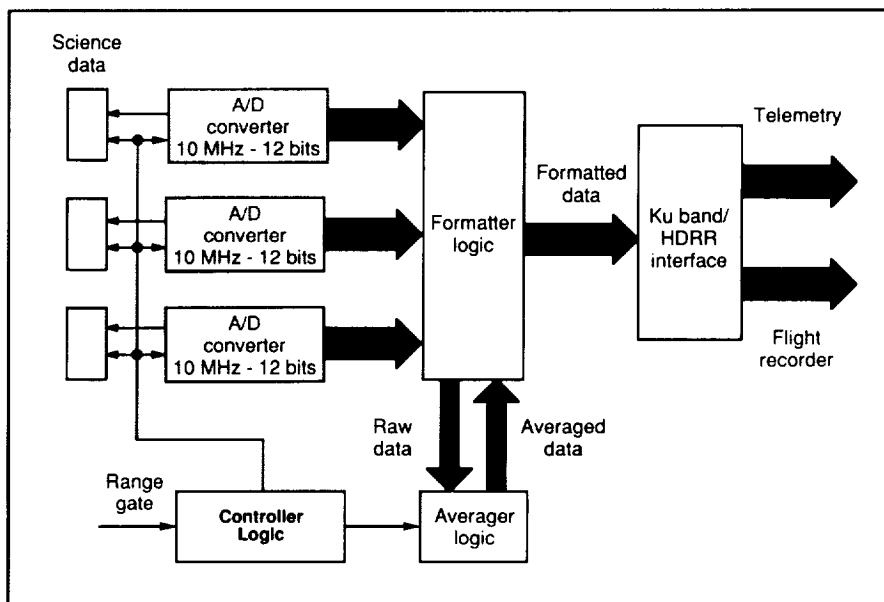 Science
data
A/D
converter
10 MHz - 12 bits
A/D
converter
10 MHz - 12 bits
A/D
converter
10 MHz - 12 bits
Formatter
logic
Formatted
data
Ku band/
HDRR
interface
Telemetry
Flight
recorder
Raw
data
Averaged
data
Range
gate
Controller
Logic
Averager
logic